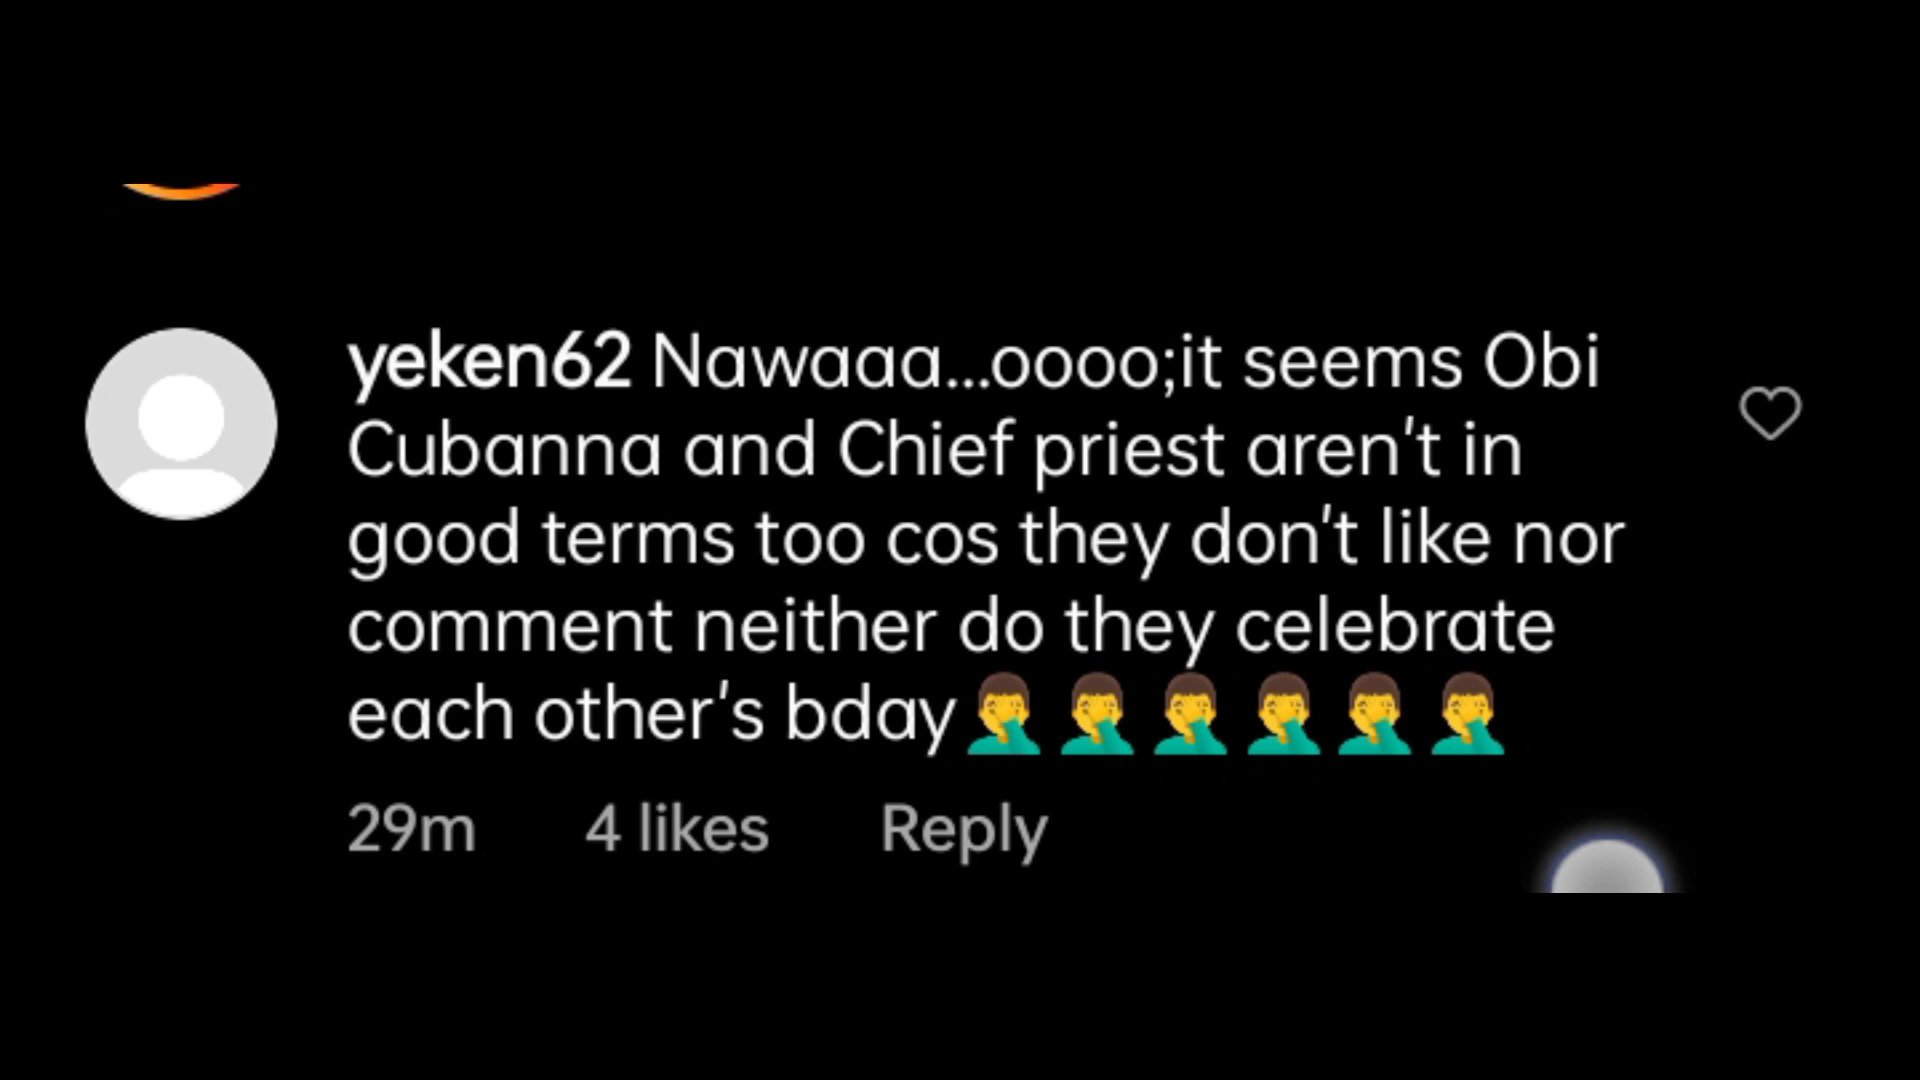 yeken62 Nawaaa...oooo;it seems Obi
Cubanna and Chief priest aren't in
good terms too cos they don't like nor
comment neither do they celebrate
each other's bday🤦‍♂️🤦‍♂️🤦‍♂️🤦‍♂️🤦‍♂️🤦‍♂️
29m 4 likes Reply